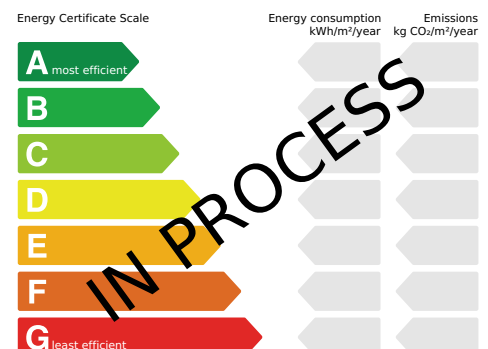 Energy Certificate Scale
Energy consumption
kWh/m²/year
Emissions
kg CO₂/m²/year
A most efficient
B
C
D
E
F
G least efficient
IN PROCESS